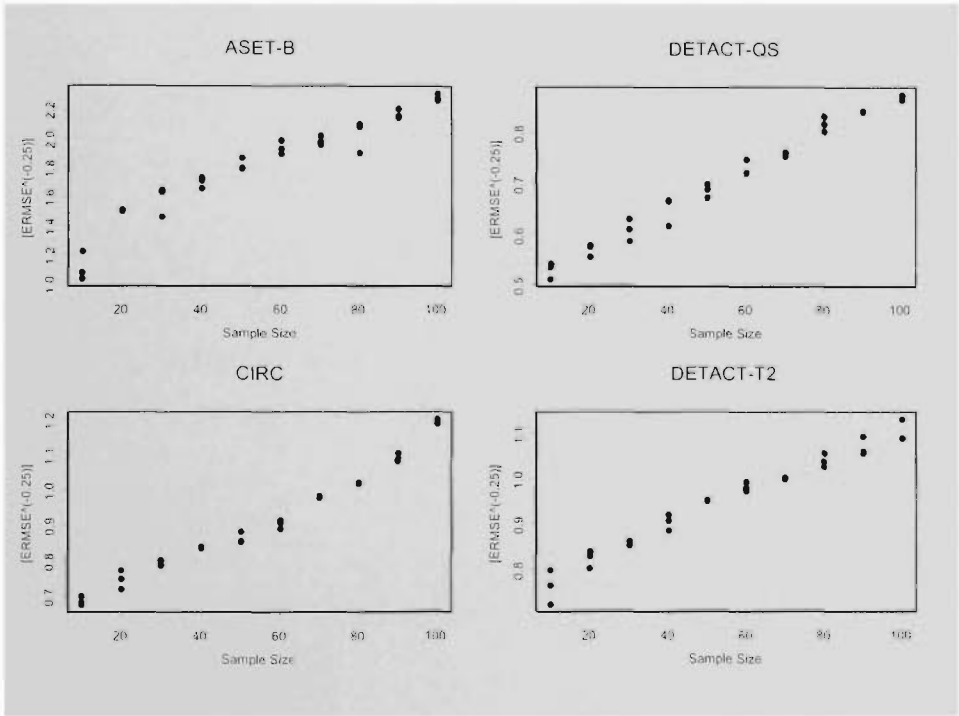 ASET-B
[ERMSE^(-0.25)]
1.0 1.2 1.4 1.6 1.8 2.0 2.2
20 40 60 80 100
Sample Size
DETACT-QS
[ERMSE^(-0.25)]
0.5 0.6 0.7 0.8
20 40 60 80 100
Sample Size
CIRC
[ERMSE^(-0.25)]
0.7 0.8 0.9 1.0 1.1 1.2
20 40 60 80 100
Sample Size
DETACT-T2
[ERMSE^(-0.25)]
0.8 0.9 1.0 1.1
20 40 60 80 100
Sample Size